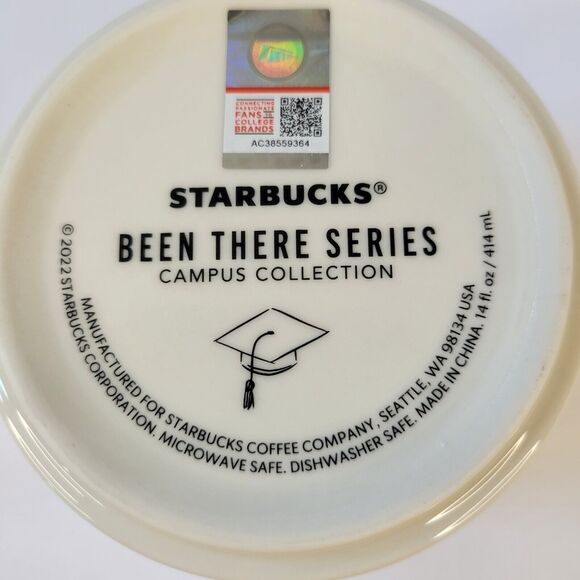 CONNECTING
PASSIONATE
FANS TO
COLLEGE
BRANDS
AC38559364
STARBUCKS®
BEEN THERE SERIES
CAMPUS COLLECTION
© 2022 STARBUCKS CORPORATION. MICROWAVE SAFE. DISHWASHER SAFE. MADE IN CHINA. 14 fl. oz / 414 mL
MANUFACTURED FOR STARBUCKS COFFEE COMPANY, SEATTLE, WA 98134 USA